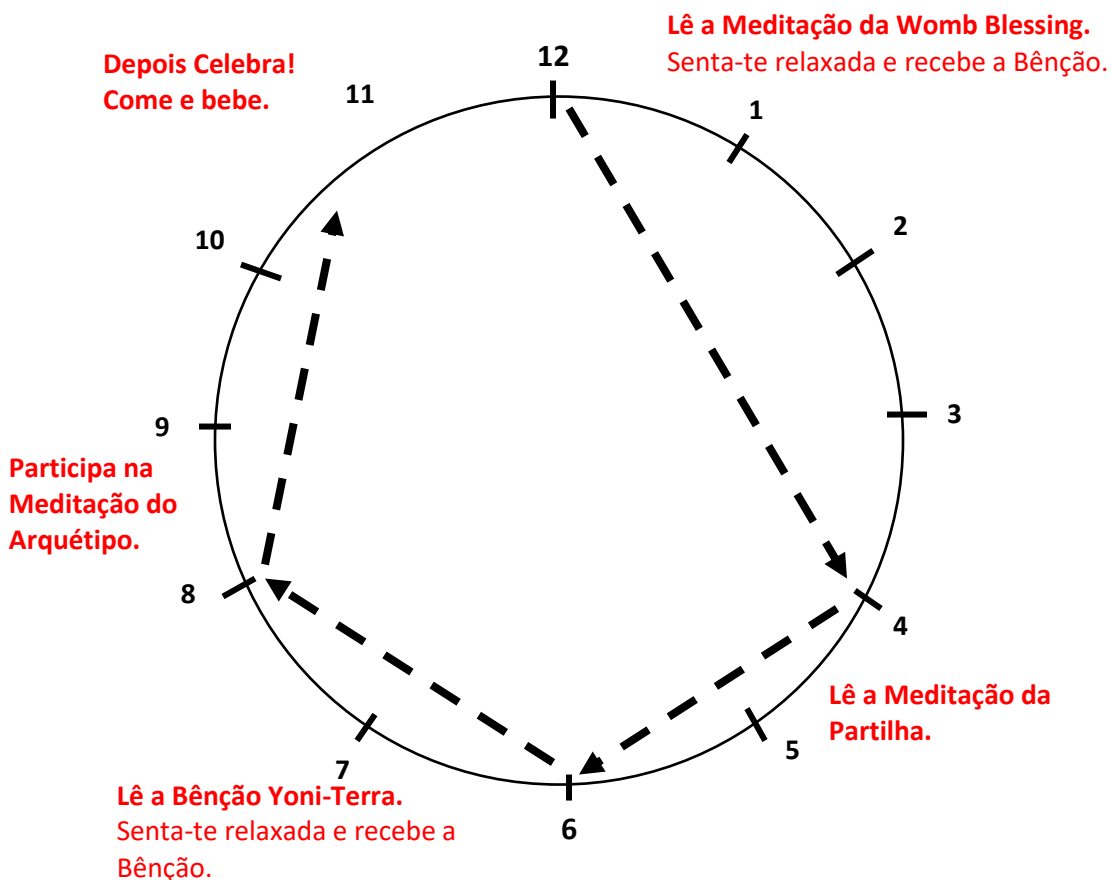 Lê a Meditação da Womb Blessing.
Senta-te relaxada e recebe a Bênção.
Depois Celebra!
Come e bebe.
12
11
1
10
2
9
3
Participa na
Meditação do
Arquétipo.
8
4
Lê a Meditação da
Partilha.
7
5
Lê a Bênção Yoni-Terra.
Senta-te relaxada e recebe a
Bênção.
6